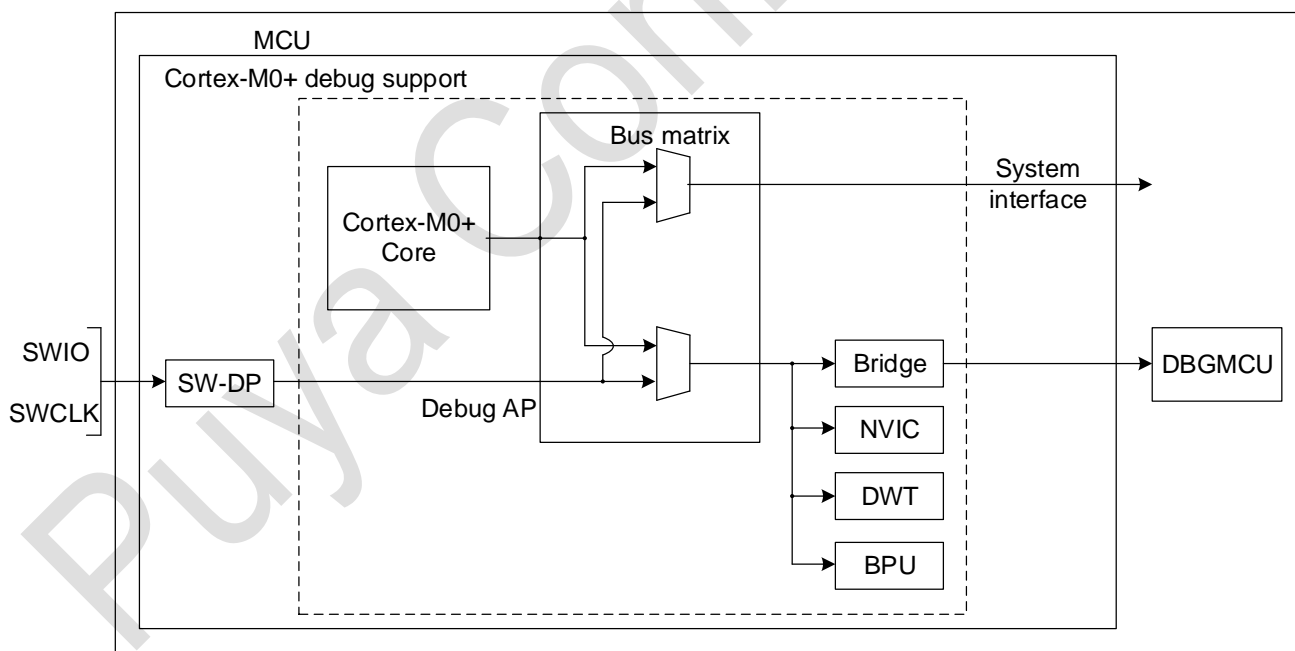 MCU
Cortex-M0+ debug support
Bus matrix
Cortex-M0+
Core
System
interface
SWIO
SWCLK
SW-DP
Debug AP
Bridge
DBGMCU
NVIC
DWT
BPU
Puya